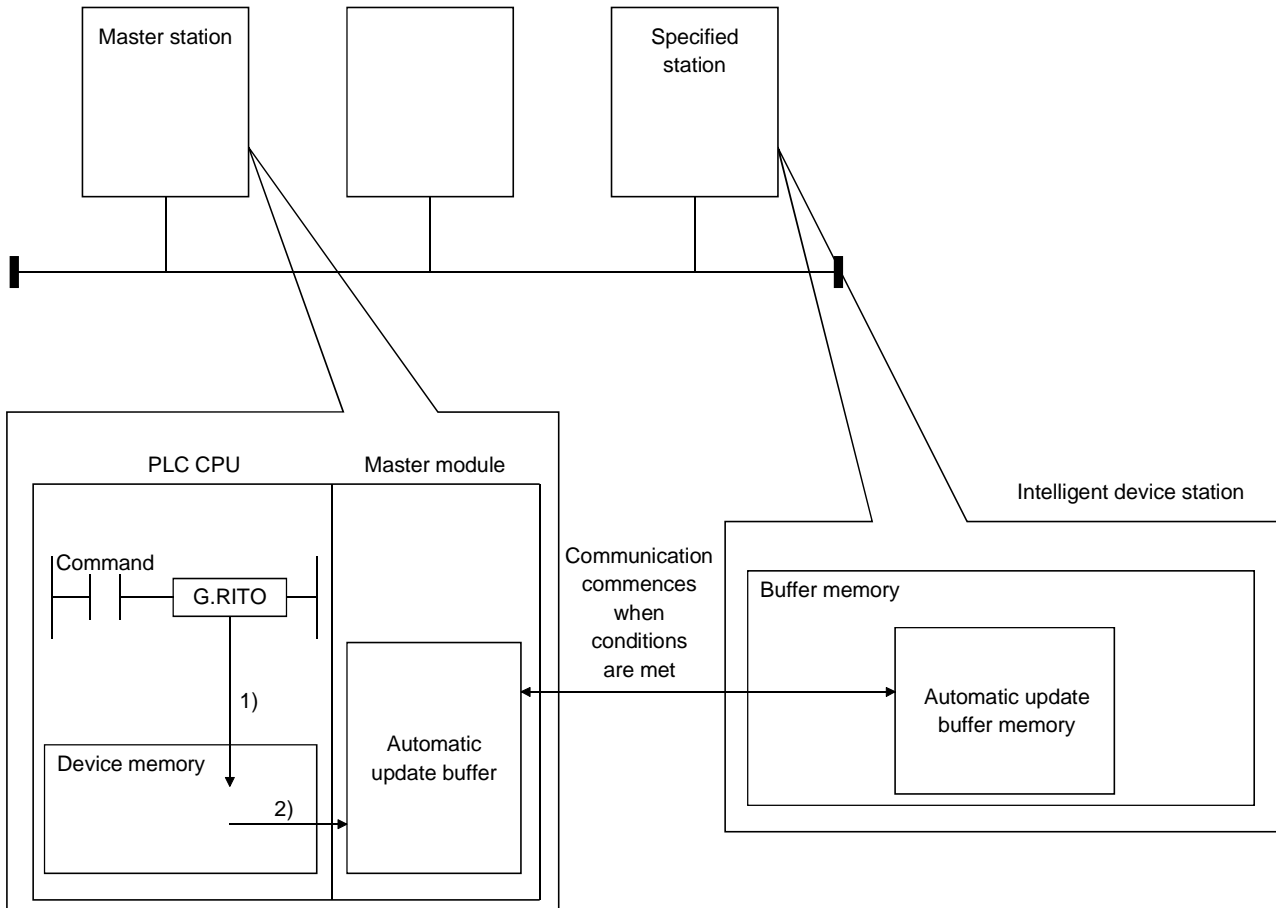 Master station
Specified
station
PLC CPU
Master module
Command
G.RITO
1)
Device memory
2)
Automatic
update buffer
Communication
commences
when
conditions
are met
Intelligent device station
Buffer memory
Automatic update
buffer memory